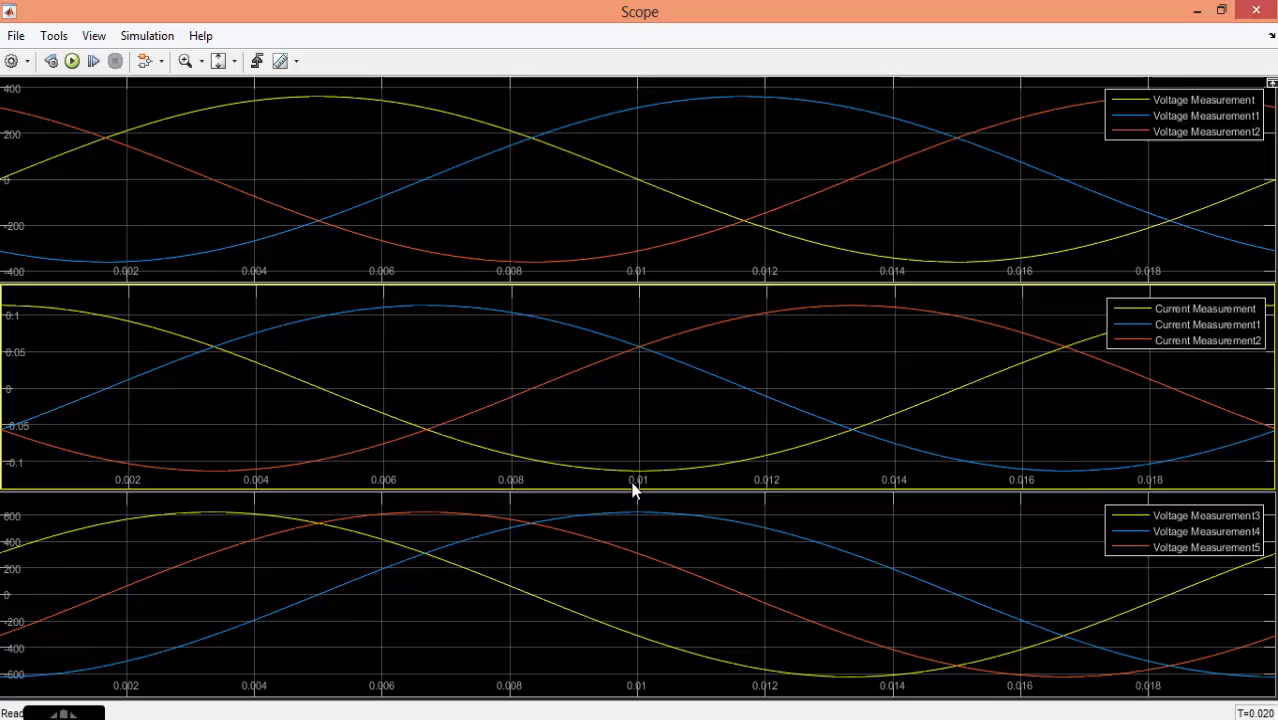 Scope
File Tools View Simulation Help
400
200
0
-200
-400
0.002 0.004 0.006 0.008 0.01 0.012 0.014 0.016 0.018
Voltage Measurement
Voltage Measurement1
Voltage Measurement2
0.1
0.05
0
-0.05
-0.1
0.002 0.004 0.006 0.008 0.01 0.012 0.014 0.016 0.018
Current Measurement
Current Measurement1
Current Measurement2
600
400
200
0
-200
-400
-600
0.002 0.004 0.006 0.008 0.01 0.012 0.014 0.016 0.018
Voltage Measurement3
Voltage Measurement4
Voltage Measurement5
T=0.020